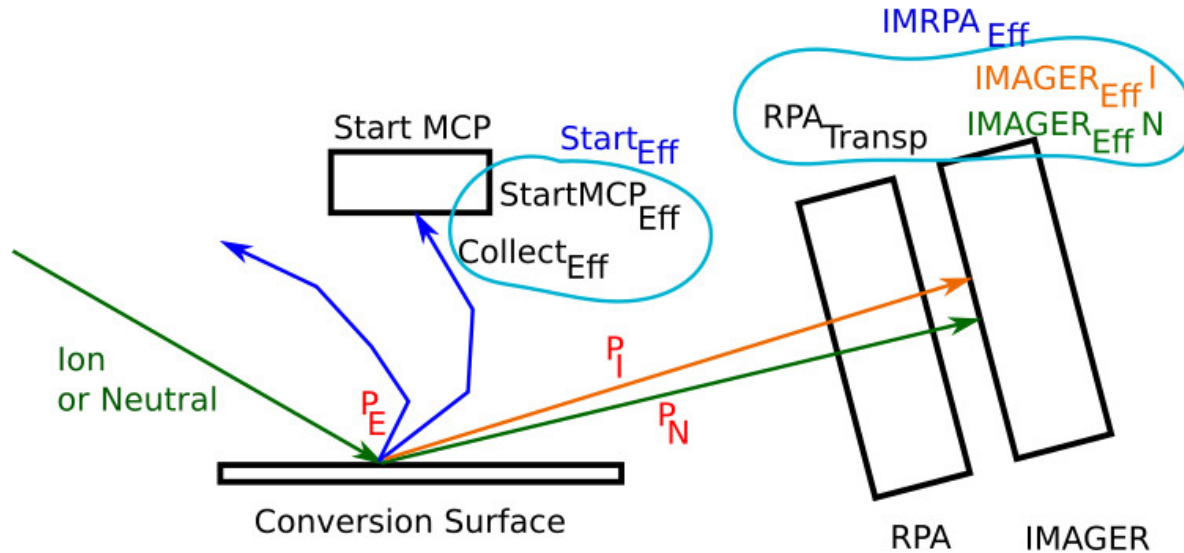 IMRPA Eff
IMAGER Eff I
RPA Transp
IMAGER Eff N
Start MCP
Start Eff
StartMCP Eff
Collect Eff
Ion
or Neutral
P E
P I
P N
Conversion Surface
RPA
IMAGER